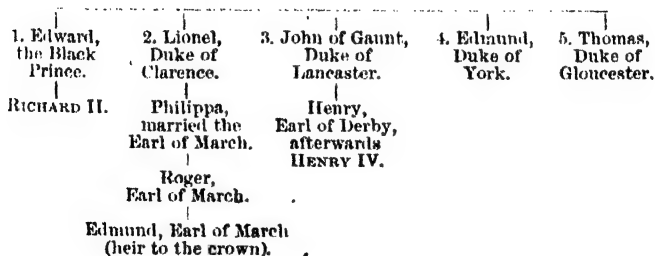 1. Edward,
the Black
Prince.
RICHARD II.
2. Lionel,
Duke of
Clarence.
Philippa,
married the
Earl of March.
Roger,
Earl of March.
Edmund, Earl of March
(heir to the crown).
3. John of Gaunt,
Duke of
Lancaster.
Henry,
Earl of Derby,
afterwards
HENRY IV.
4. Edmund,
Duke of
York.
5. Thomas,
Duke of
Gloucester.